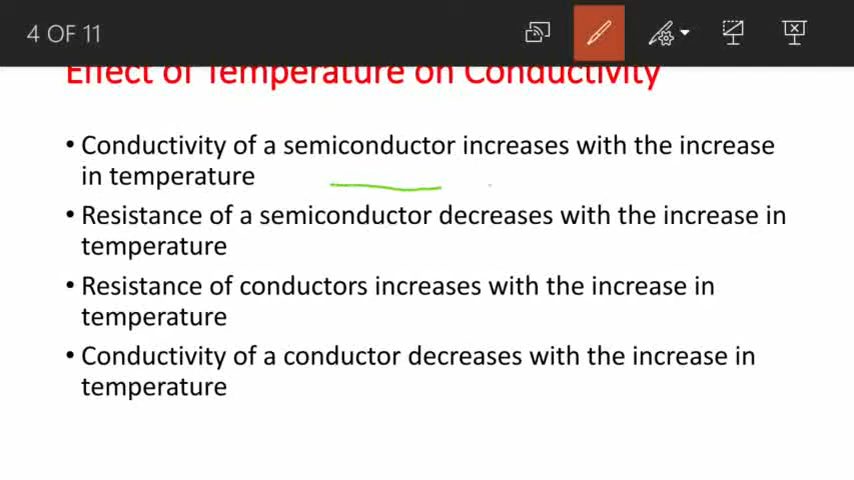 4 OF 11
Effect of Temperature on Conductivity
• Conductivity of a semiconductor increases with the increase
in temperature
• Resistance of a semiconductor decreases with the increase in
temperature
• Resistance of conductors increases with the increase in
temperature
• Conductivity of a conductor decreases with the increase in
temperature